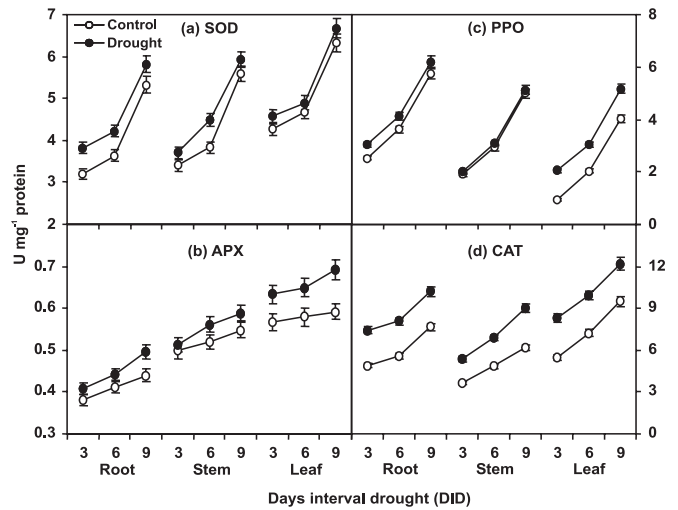 Control
Drought
(a) SOD
(c) PPO
7
6
5
4
3
2
8
6
4
2
0
U mg⁻¹ protein
(b) APX
(d) CAT
0.7
0.6
0.5
0.4
0.3
12
9
6
3
0
3 6 9 3 6 9 3 6 9 3 6 9 3 6 9 3 6 9
Root Stem Leaf Root Stem Leaf
Days interval drought (DID)